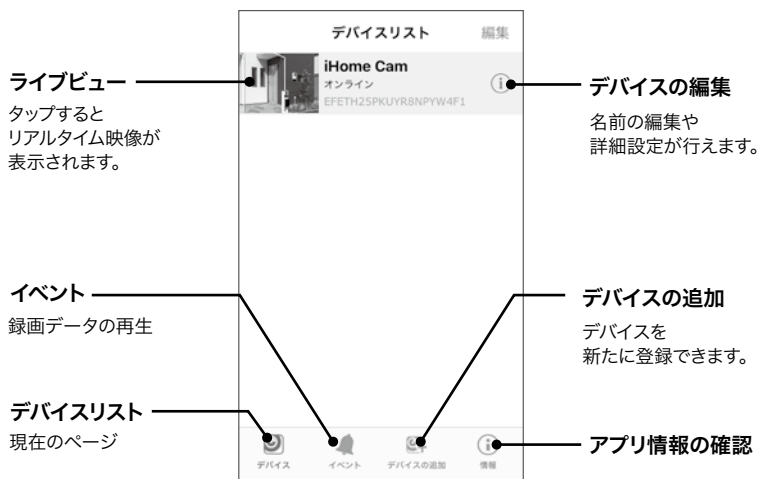 デバイスリスト
編集
iHome Cam
オンライン
EFETH25PKUYR8NPYW4F1
ライブビュー
タップすると
リアルタイム映像が
表示されます。
デバイスの編集
名前の編集や
詳細設定が行えます。
イベント
録画データの再生
デバイスの追加
デバイスを
新たに登録できます。
デバイスリスト
現在のページ
アプリ情報の確認
デバイス
イベント
デバイスの追加
情報